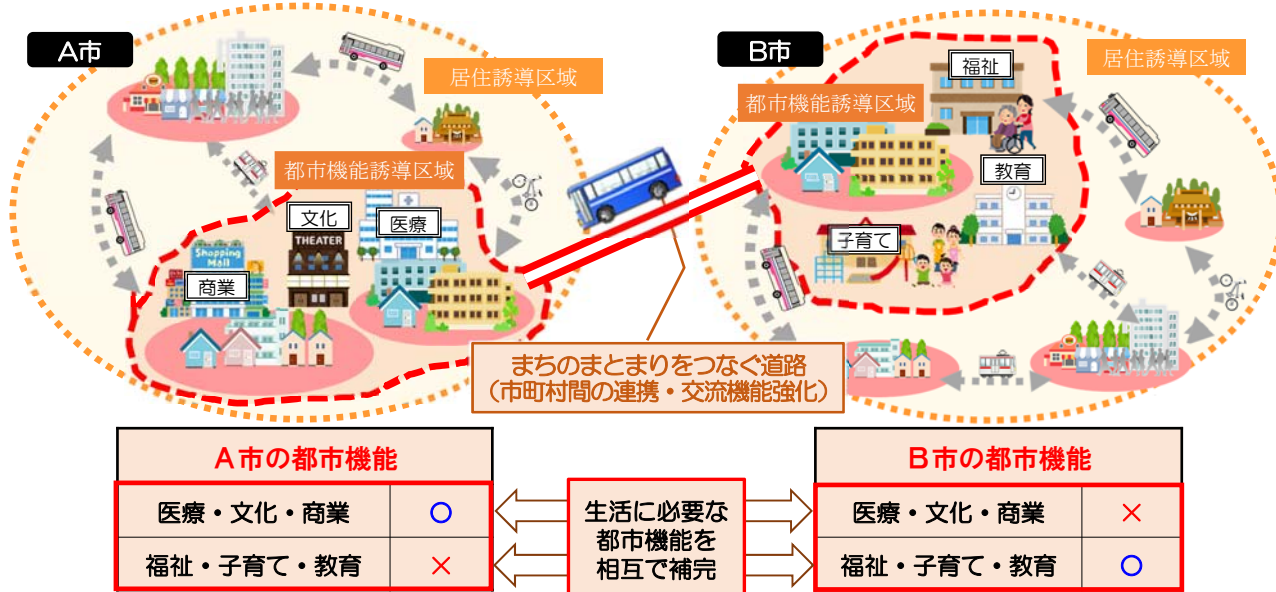 A市
居住誘導区域
都市機能誘導区域
文化
医療
THEATER
Shopping
Mall
商業
B市
福祉
居住誘導区域
都市機能誘導区域
教育
子育て
まちのまとまりをつなぐ道路
(市町村間の連携・交流機能強化)
A市の都市機能
医療・文化・商業 ○
福祉・子育て・教育 ×
生活に必要な
都市機能を
相互で補完
B市の都市機能
医療・文化・商業 ×
福祉・子育て・教育 ○